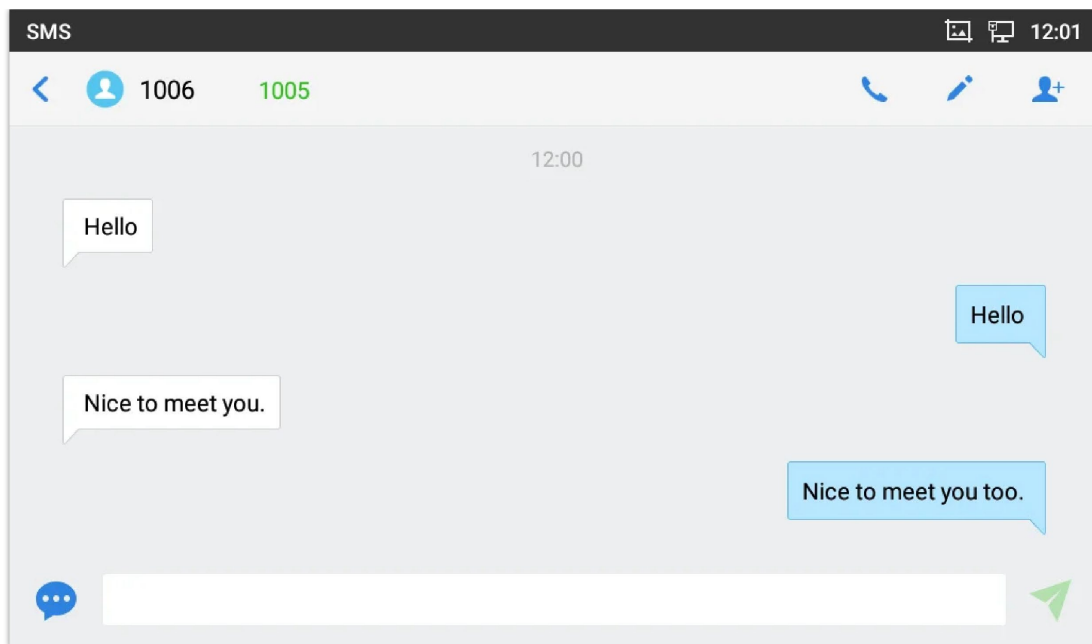 SMS 12:01
1006 1005
12:00
Hello
Hello
Nice to meet you.
Nice to meet you too.